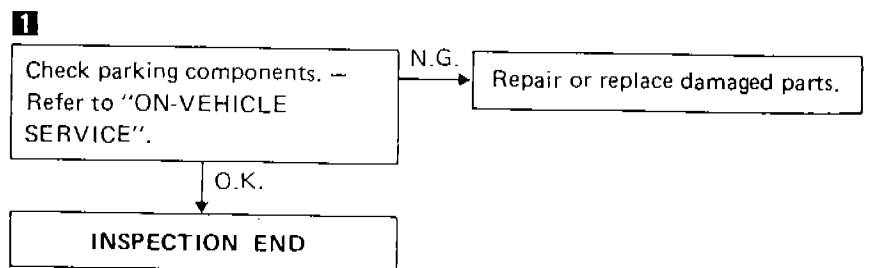 1
Check parking components. —
Refer to "ON-VEHICLE
SERVICE".
N.G.
Repair or replace damaged parts.
O.K.
INSPECTION END